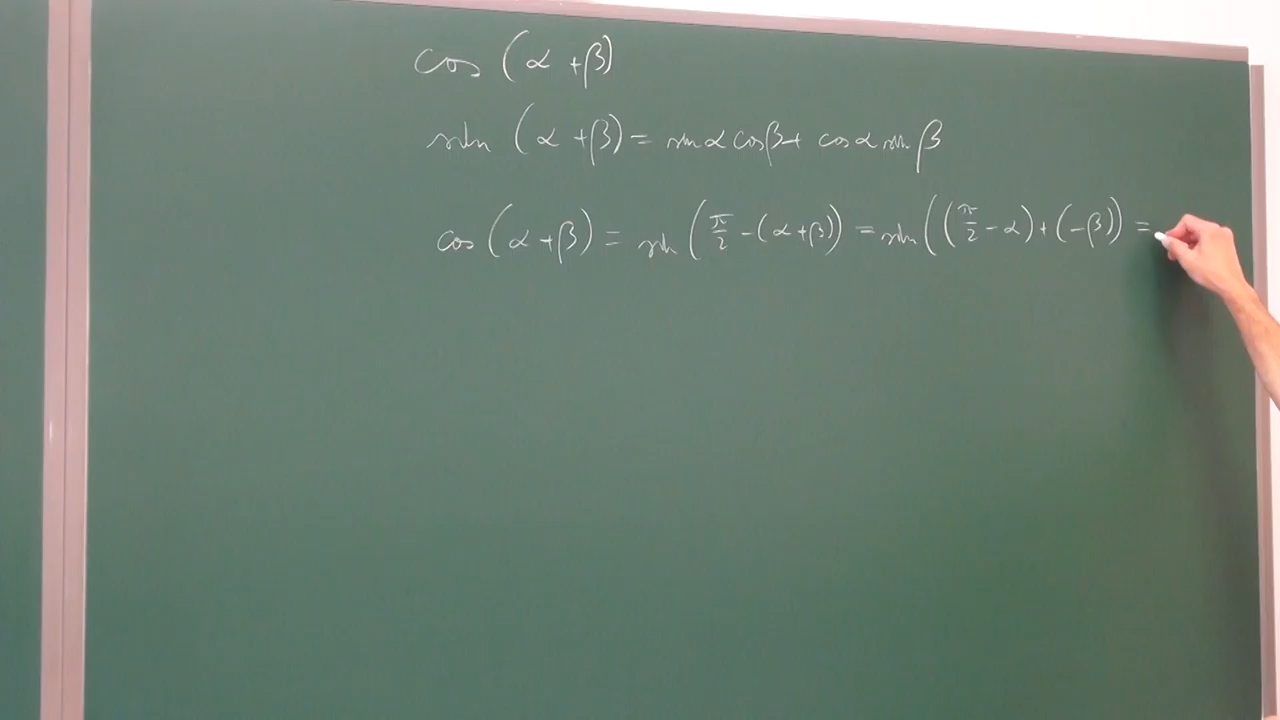 cos (α + β)
sin (α + β) = sin α cos β + cos α sin β
cos (α + β) = sin (π/2 - (α + β)) = sin ((π/2 - α) + (-β)) =